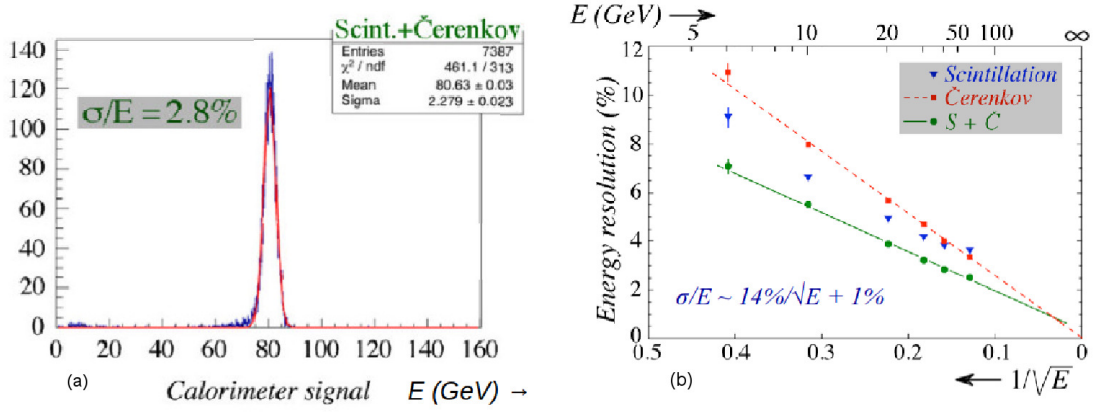 Scint.+Čerenkov
Entries 7387
χ² / ndf 461.1 / 313
Mean 80.63 ± 0.03
Sigma 2.279 ± 0.023
σ/E = 2.8%
140
120
100
80
60
40
20
0
0 20 40 60 80 100 120 140 160
(a)
Calorimeter signal E (GeV) →
E (GeV) →
5 10 20 30 50 100 ∞
Energy resolution (%)
12
10
8
6
4
2
0
Scintillation
Čerenkov
S + C
σ/E ~ 14%/√E + 1%
0.5 0.4 0.3 0.2 0.1 0
(b)
← 1/√E